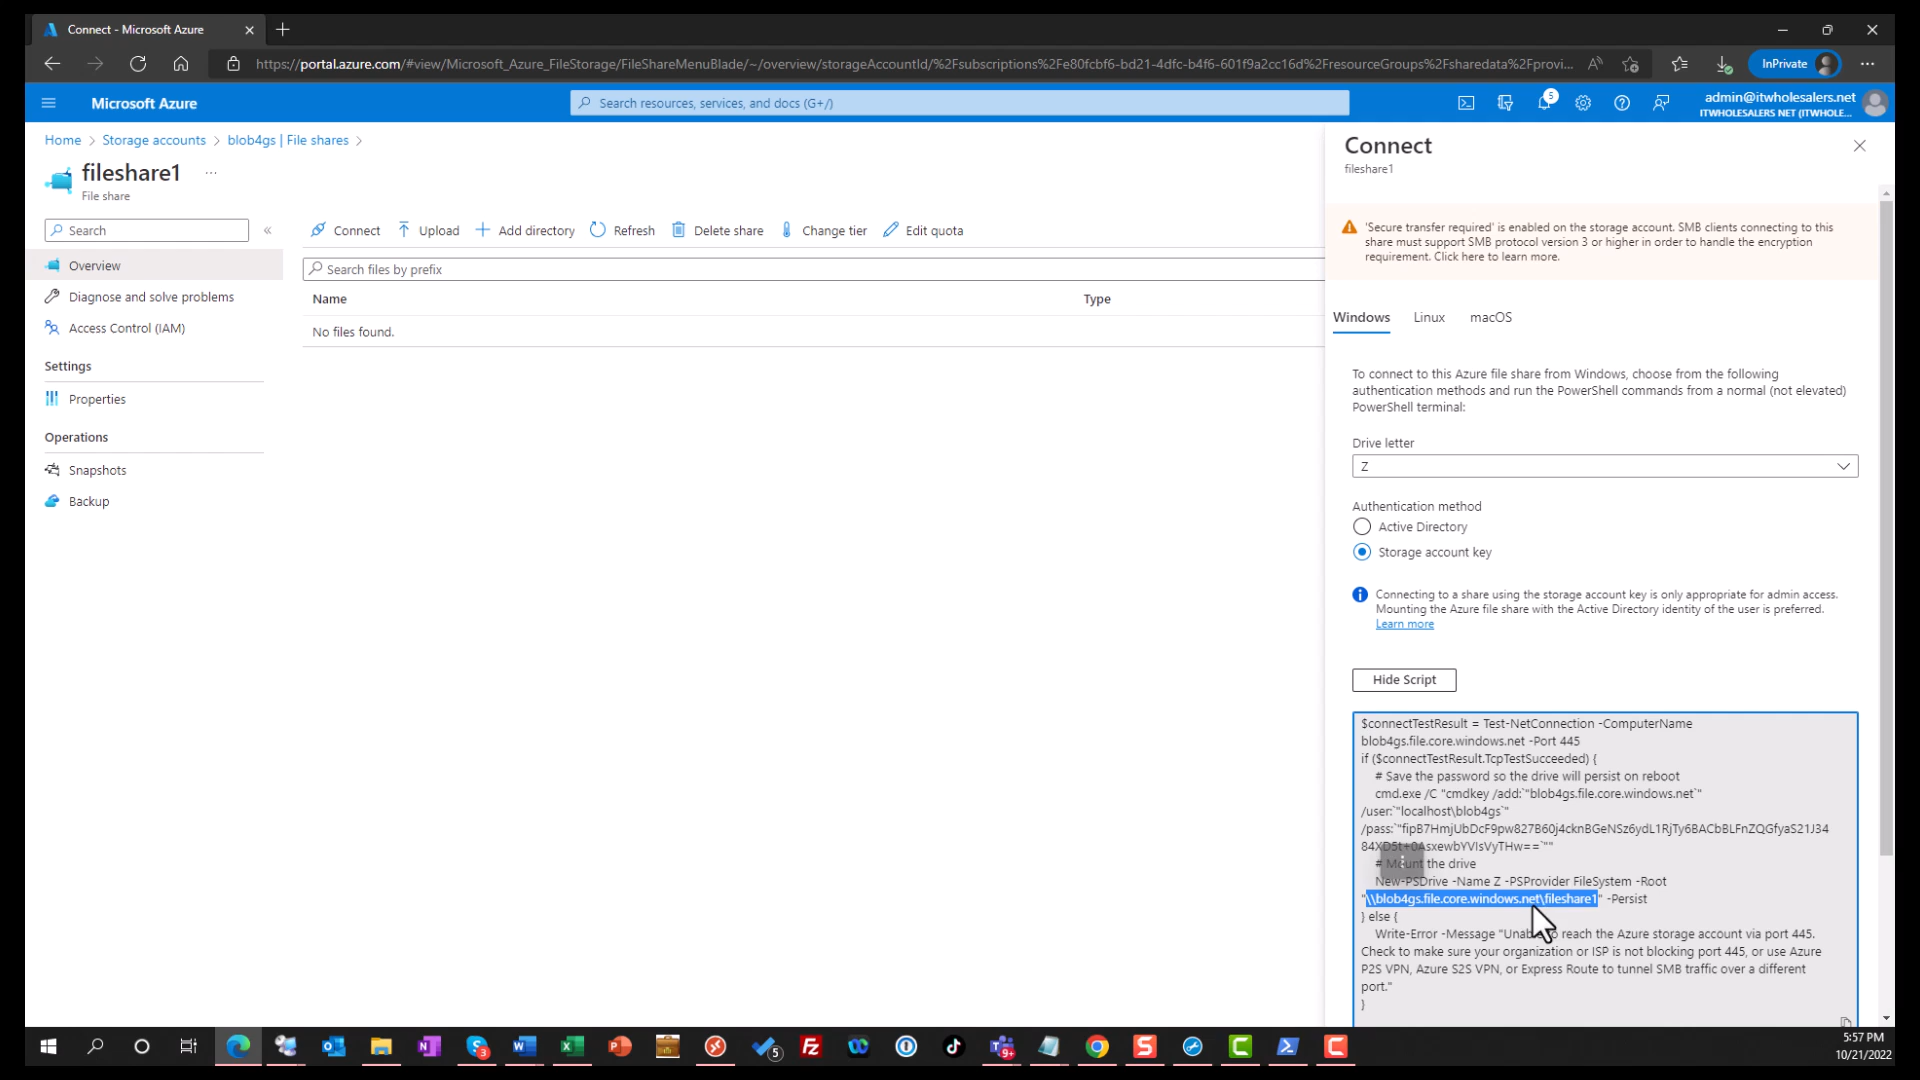 Connect - Microsoft Azure
https://portal.azure.com/#view/Microsoft_Azure_FileStorage/FileShareMenuBlade/~/overview/storageAccountId/%2Fsubscriptions%2Fe80fcbf6-bd21-4dfc-b4f6-601f9a2cc16d%2FresourceGroups%2Fsharedata%2Fprovi...
InPrivate
Microsoft Azure
Search resources, services, and docs (G+/)
5
admin@itwholesalers.net
ITWHOLESALERS NET (ITWHOLE...
Home > Storage accounts > blob4gs | File shares >
fileshare1 ...
File share
Search
Overview
Diagnose and solve problems
Access Control (IAM)
Settings
Properties
Operations
Snapshots
Backup
Connect Upload Add directory Refresh Delete share Change tier Edit quota
Search files by prefix
Name Type
No files found.
Connect
fileshare1
'Secure transfer required' is enabled on the storage account. SMB clients connecting to this
share must support SMB protocol version 3 or higher in order to handle the encryption
requirement. Click here to learn more.
Windows Linux macOS
To connect to this Azure file share from Windows, choose from the following
authentication methods and run the PowerShell commands from a normal (not elevated)
PowerShell terminal:
Drive letter
Z
Authentication method
Active Directory
Storage account key
Connecting to a share using the storage account key is only appropriate for admin access.
Mounting the Azure file share with the Active Directory identity of the user is preferred.
Learn more
Hide Script
$connectTestResult = Test-NetConnection -ComputerName
blob4gs.file.core.windows.net -Port 445
if ($connectTestResult.TcpTestSucceeded) {
# Save the password so the drive will persist on reboot
cmd.exe /C "cmdkey /add:`"blob4gs.file.core.windows.net`"
/user:`"localhost\blob4gs`"
/pass:`"fipB7HmjUbDcF9pw827B60j4cknBGeNSz6ydL1RjTy6BACbBLFnZQGfyaS21J34
# Mount the drive
New-PSDrive -Name Z -PSProvider FileSystem -Root
"\\blob4gs.file.core.windows.net\fileshare1" -Persist
} else {
Write-Error -Message "Unable to reach the Azure storage account via port 445.
Check to make sure your organization or ISP is not blocking port 445, or use Azure
P2S VPN, Azure S2S VPN, or Express Route to tunnel SMB traffic over a different
port."
}
5:57 PM
10/21/2022